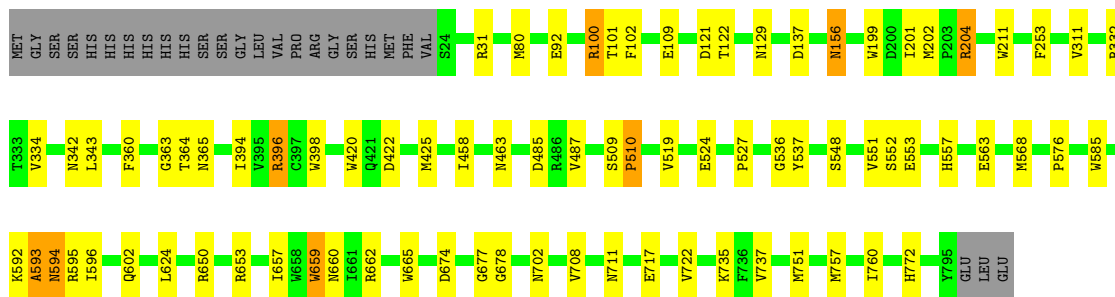 MET GLY SER SER HIS HIS HIS HIS HIS HIS SER SER GLY LEU VAL PRO ARG GLY SER HIS MET PHE VAL S24 R31 M80 E92 R100 T101 F102 E109 D121 T122 N129 D137 N156 W199 D200 I201 M202 P203 R204 W211 F253 V311
T333 V334 N342 L343 F360 G363 T364 N365 I394 V395 R396 C397 W398 W420 Q421 D422 M425 I458 N463 D485 R486 V487 S509 P510 V519 E524 P527 G536 Y537 S548 V551 S552 E553 H557 E563 M568 P576 W585
K592 A593 N594 R595 I596 Q602 L624 R650 R653 I657 W658 W659 N660 I661 R662 W665 D674 G677 G678 N702 V708 N711 E717 V722 K735 F736 V737 M751 M757 I760 H772 Y795 GLU LEU GLU